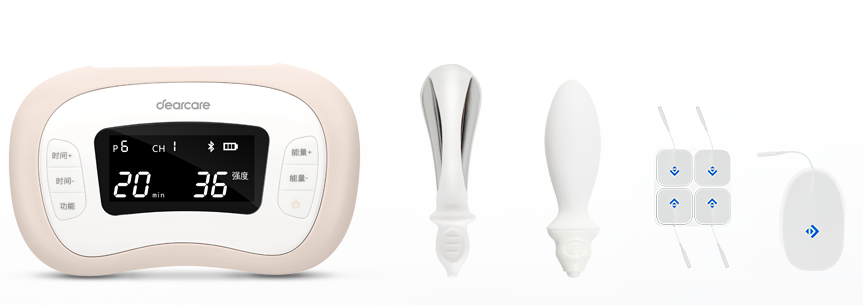 dearcare
P6 CH 1
时间+
时间-
功能
20 min 36 强度
能量+
能量-